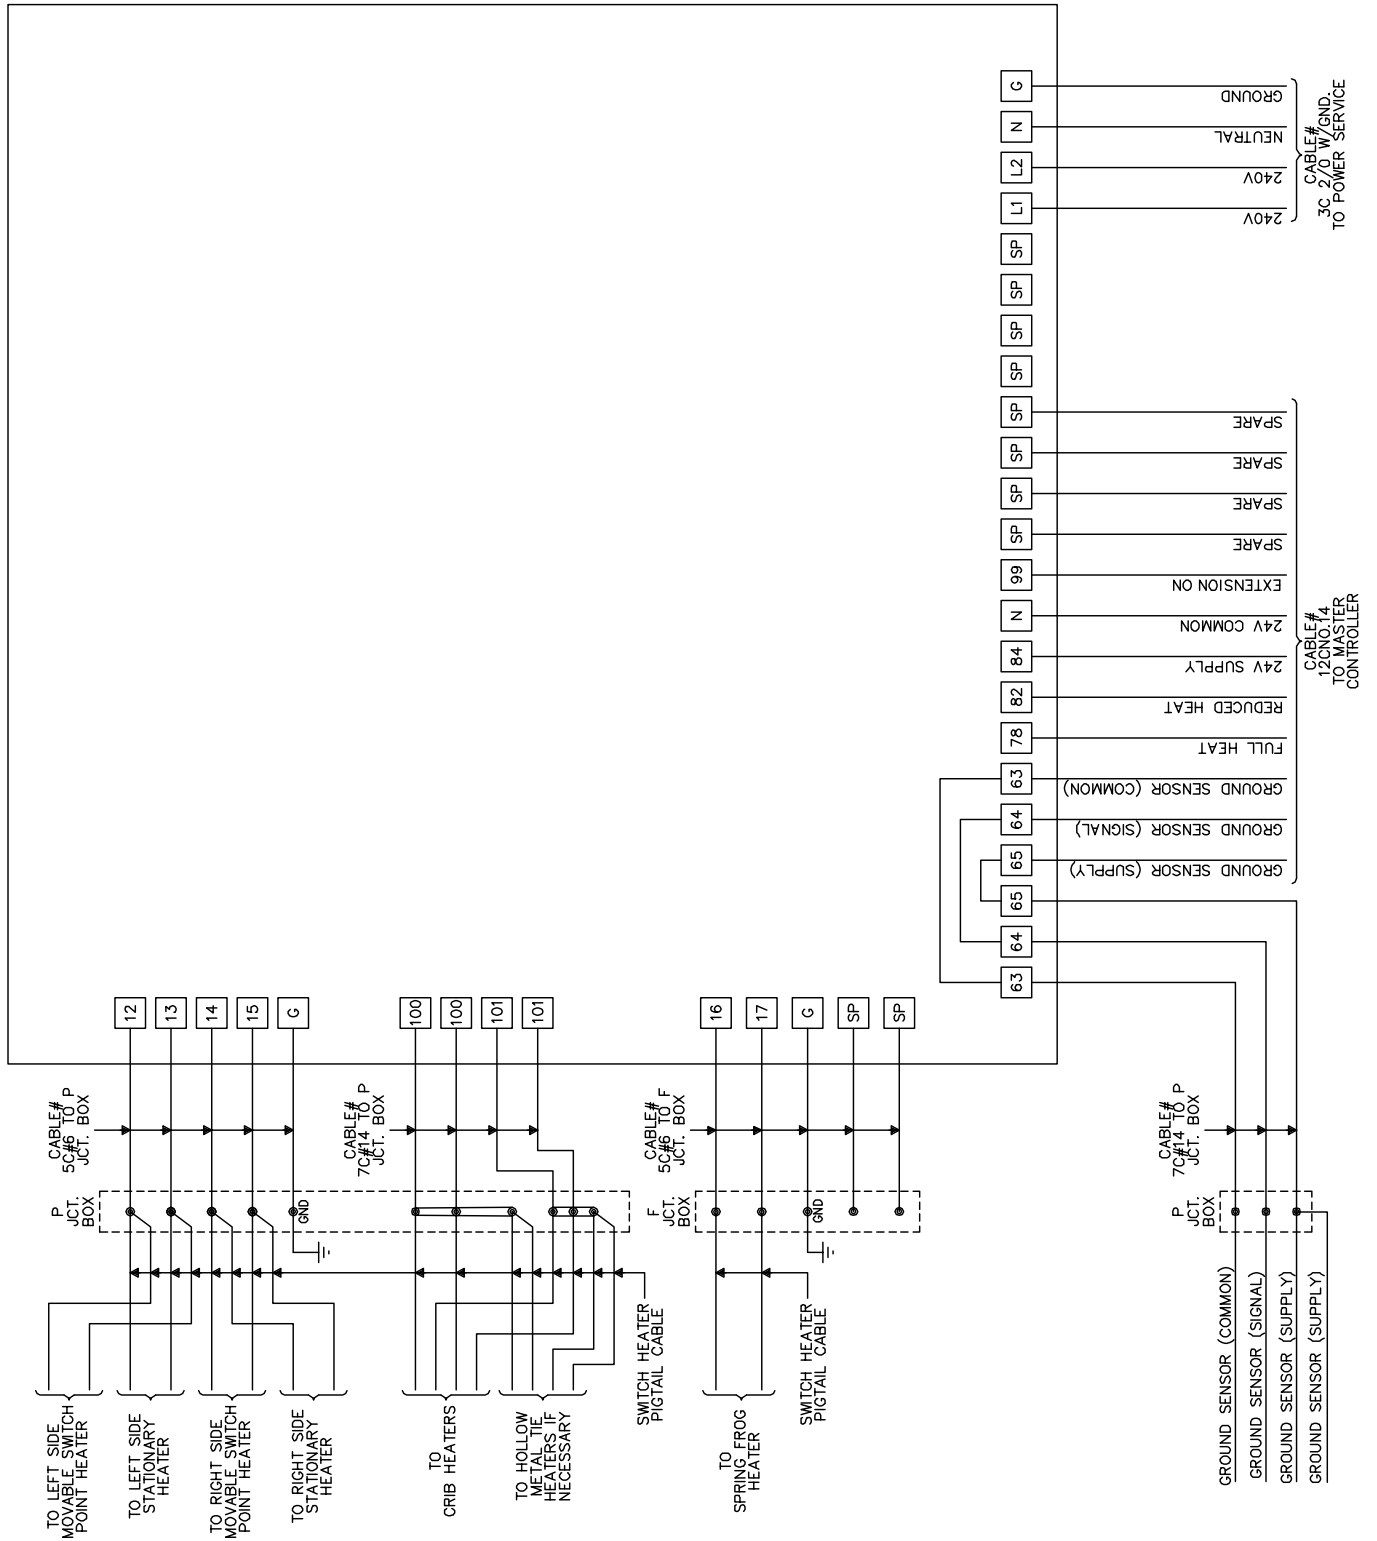 G
GROUND
N
NEUTRAL
L2
240V
L1
240V
CABLE#
3C 2/0 W/GND.
TO POWER SERVICE
SP
SP
SP
SP
SP
SPARE
SP
SPARE
SP
SPARE
SP
SPARE
99
EXTENSION ON
N
24V COMMON
84
24V SUPPLY
82
REDUCED HEAT
78
FULL HEAT
63
GROUND SENSOR (COMMON)
64
GROUND SENSOR (SIGNAL)
65
GROUND SENSOR (SUPPLY)
CABLE#
12CNO.14
TO MASTER
CONTROLLER
65
64
63
12
13
14
15
G
100
100
101
101
16
17
G
SP
SP
CABLE#
5C#6 TO P
JCT. BOX
CABLE#
7C#14 TO P
JCT. BOX
CABLE#
5C#6 TO F
JCT. BOX
CABLE#
7C#14 TO P
JCT. BOX
P
JCT.
BOX
GND
F
JCT.
BOX
GND
P
JCT.
BOX
SWITCH HEATER
PIGTAIL CABLE
SWITCH HEATER
PIGTAIL CABLE
TO LEFT SIDE
MOVABLE SWITCH
POINT HEATER
TO LEFT SIDE
STATIONARY
HEATER
TO RIGHT SIDE
MOVABLE SWITCH
POINT HEATER
TO RIGHT SIDE
STATIONARY
HEATER
TO
CRIB HEATERS
TO HOLLOW
METAL TIE
HEATERS IF
NECESSARY
TO
SPRING FROG
HEATER
GROUND SENSOR (COMMON)
GROUND SENSOR (SIGNAL)
GROUND SENSOR (SUPPLY)
GROUND SENSOR (SUPPLY)